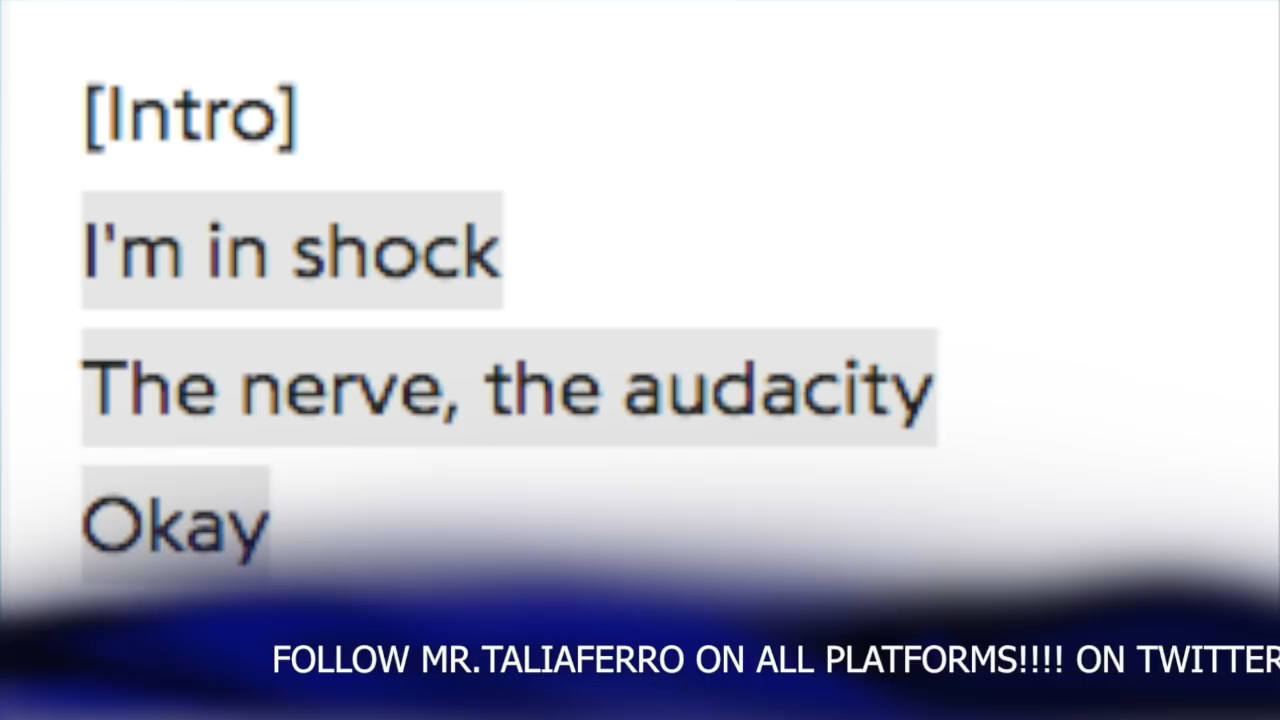 [Intro]
I'm in shock
The nerve, the audacity
Okay
FOLLOW MR.TALIAFERRO ON ALL PLATFORMS!!!! ON TWITTER